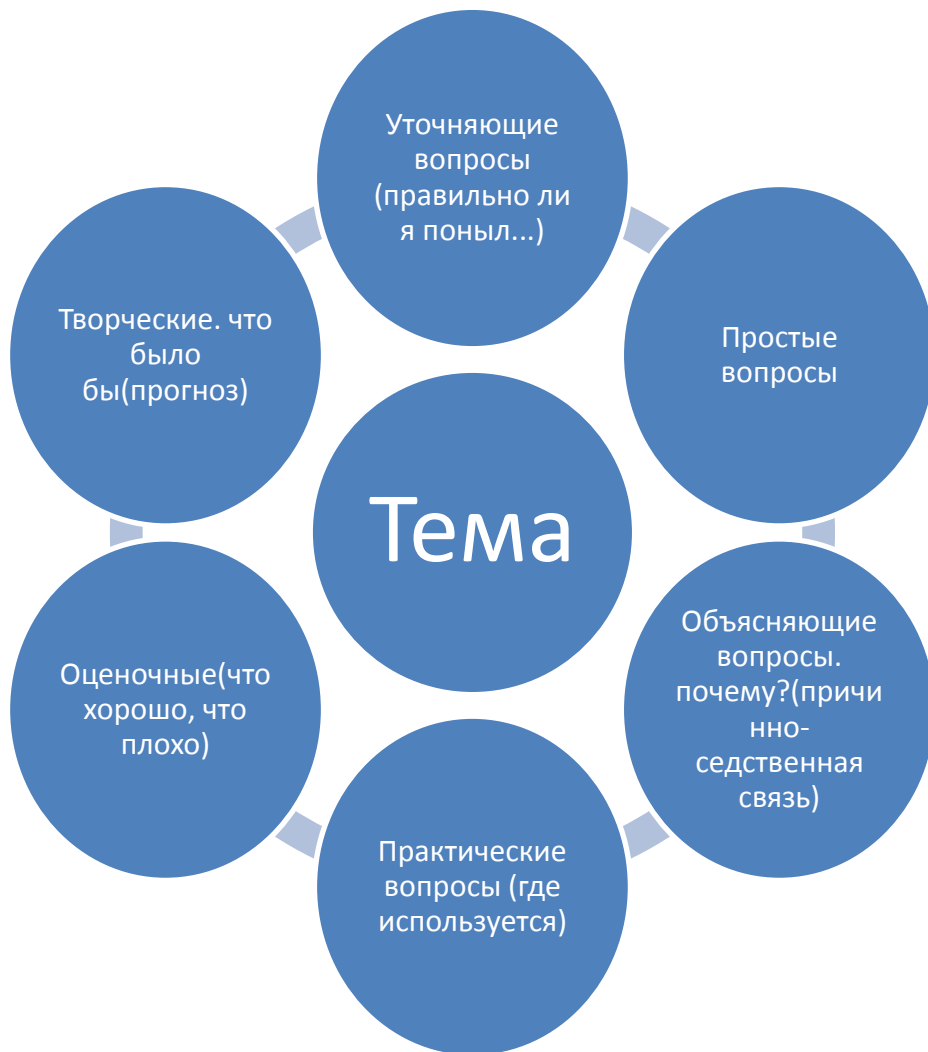 Уточняющие
вопросы
(правильно ли
я поныл...)
Простые
вопросы
Объясняющие
вопросы.
почему?(причи
нно-
седственная
связь)
Практические
вопросы (где
используется)
Оценочные(что
хорошо, что
плохо)
Творческие. что
было
бы(прогноз)
Тема